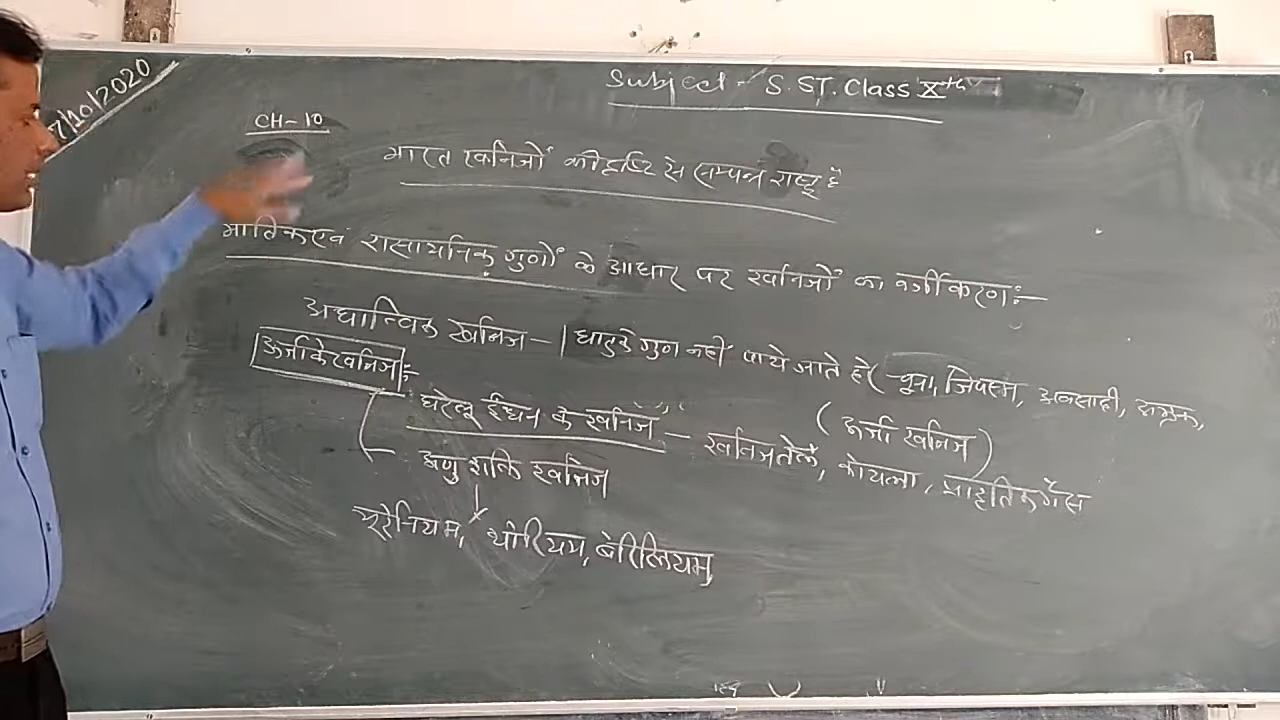 7/10/2020
Subject - S.ST. Class Xth
CH-10
भारत खनिजों की दृष्टि से सम्पन्न राष्ट्र है
भौतिक एवं रासायनिक गुणों के आधार पर खनिजों का वर्गीकरण:-
अधात्विक खनिज - धातु के गुण नहीं पाये जाते हो (चूना, जिप्सम, अभ्रक,
ऊर्जा के खनिज:- (ऊर्जा खनिज)
घरेलू ईंधन के खनिज - खनिज तेल, कोयला, प्राकृतिक गैस
अणु शक्ति खनिज
यूरेनियम, थोरियम, बेरिलियम,